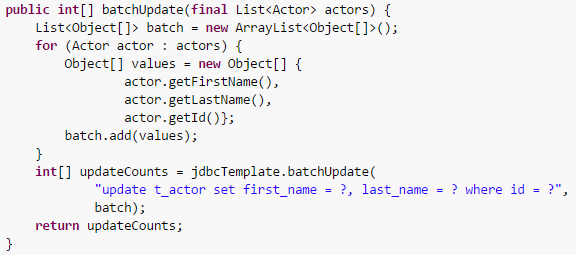 public int[] batchUpdate(final List<Actor> actors) {
    List<Object[]> batch = new ArrayList<Object[]>();
    for (Actor actor : actors) {
        Object[] values = new Object[] {
                actor.getFirstName(),
                actor.getLastName(),
                actor.getId()};
        batch.add(values);
    }
    int[] updateCounts = jdbcTemplate.batchUpdate(
            "update t_actor set first_name = ?, last_name = ? where id = ?",
            batch);
    return updateCounts;
}